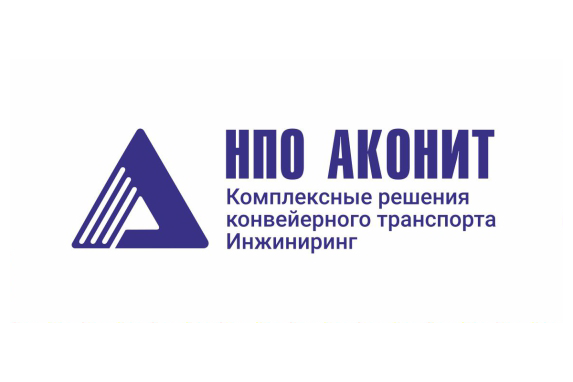 НПО АКОНИТ
Комплексные решения
конвейерного транспорта
Инжиниринг